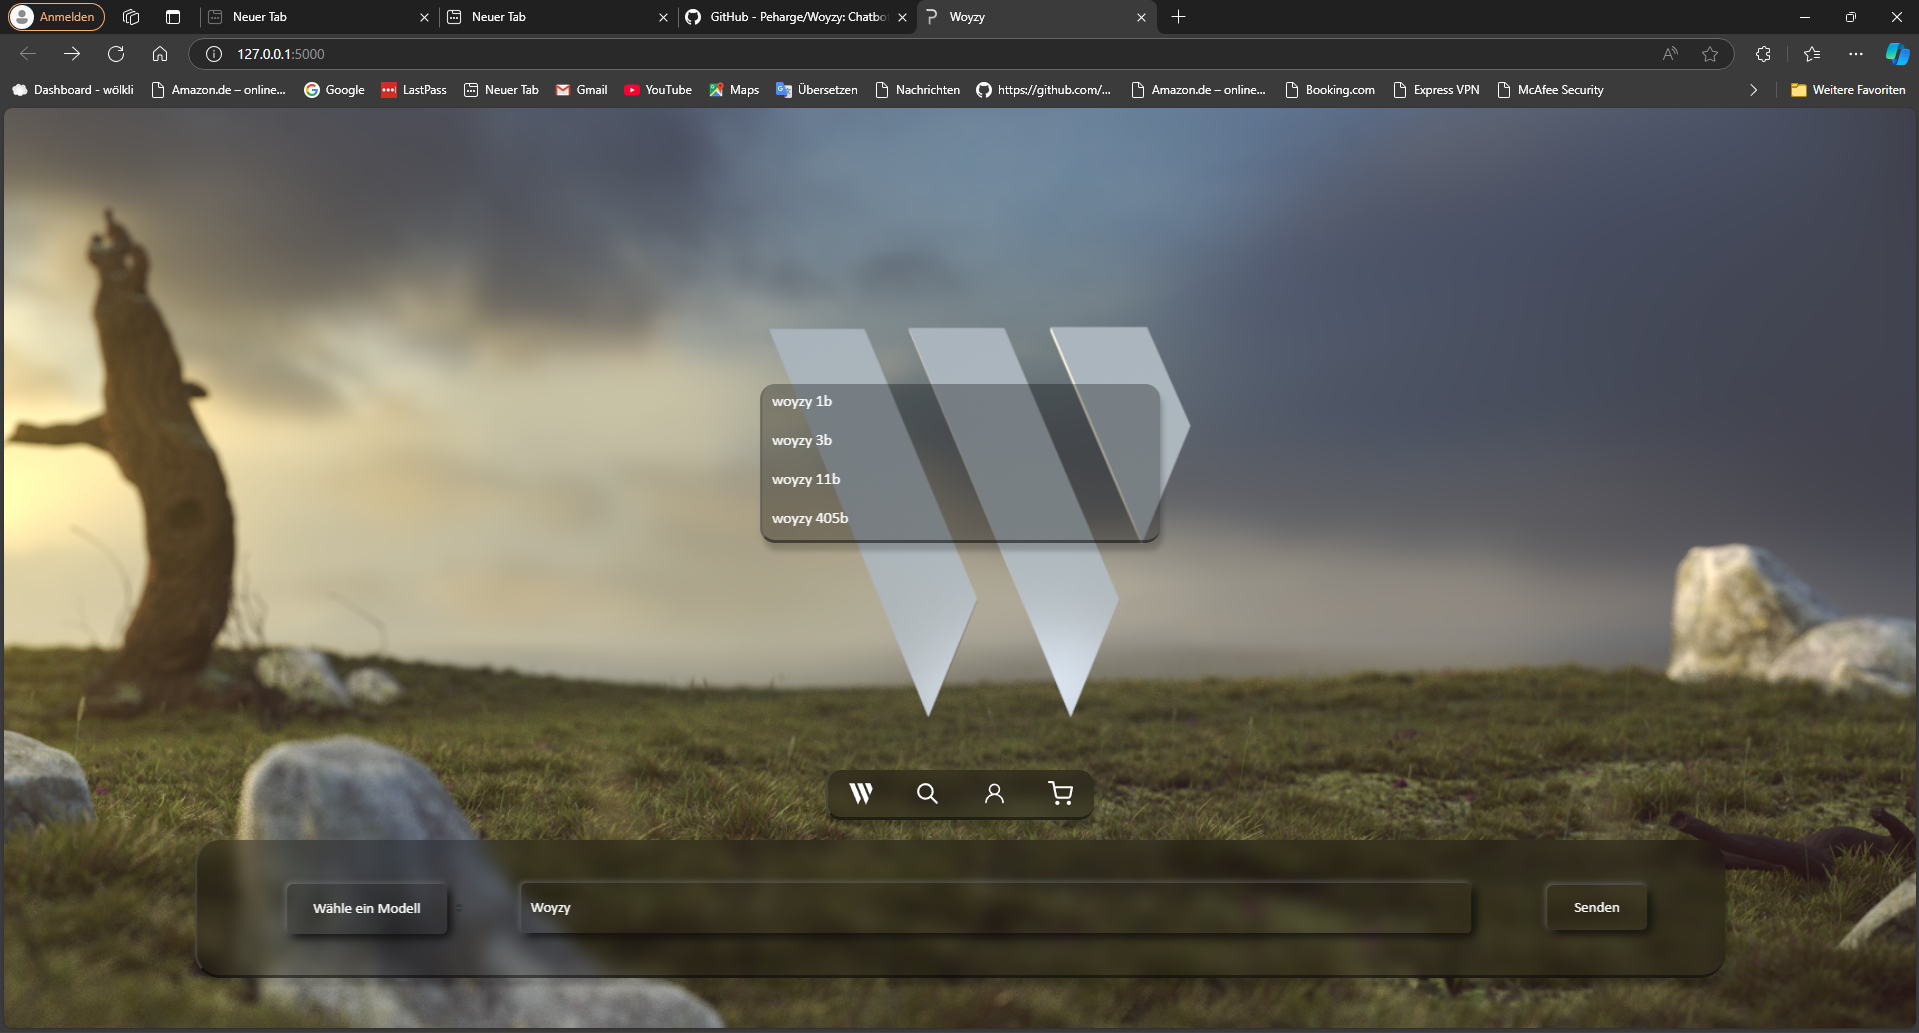 Anmelden
Neuer Tab
Neuer Tab
GitHub - Peharge/Woyzy: Chatbo
Woyzy
127.0.0.1:5000
Dashboard - wölkli
Amazon.de – online...
Google
LastPass
Neuer Tab
Gmail
YouTube
Maps
Übersetzen
Nachrichten
https://github.com/...
Amazon.de – online...
Booking.com
Express VPN
McAfee Security
Weitere Favoriten
woyzy 1b
woyzy 3b
woyzy 11b
woyzy 405b
Wähle ein Modell
Woyzy
Senden